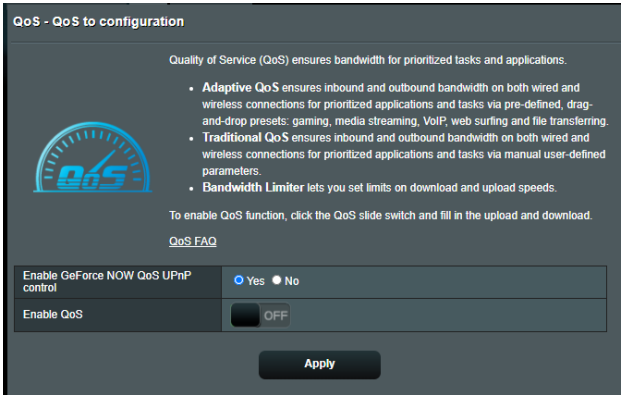 QoS - QoS to configuration
Quality of Service (QoS) ensures bandwidth for prioritized tasks and applications.
• Adaptive QoS ensures inbound and outbound bandwidth on both wired and
wireless connections for prioritized applications and tasks via pre-defined, drag-
and-drop presets: gaming, media streaming, VoIP, web surfing and file transferring.
• Traditional QoS ensures inbound and outbound bandwidth on both wired and
wireless connections for prioritized applications and tasks via manual user-defined
parameters.
• Bandwidth Limiter lets you set limits on download and upload speeds.
QoS
To enable QoS function, click the QoS slide switch and fill in the upload and download.
QoS FAQ
Enable GeForce NOW QoS UPnP
control
Yes No
Enable QoS
OFF
Apply